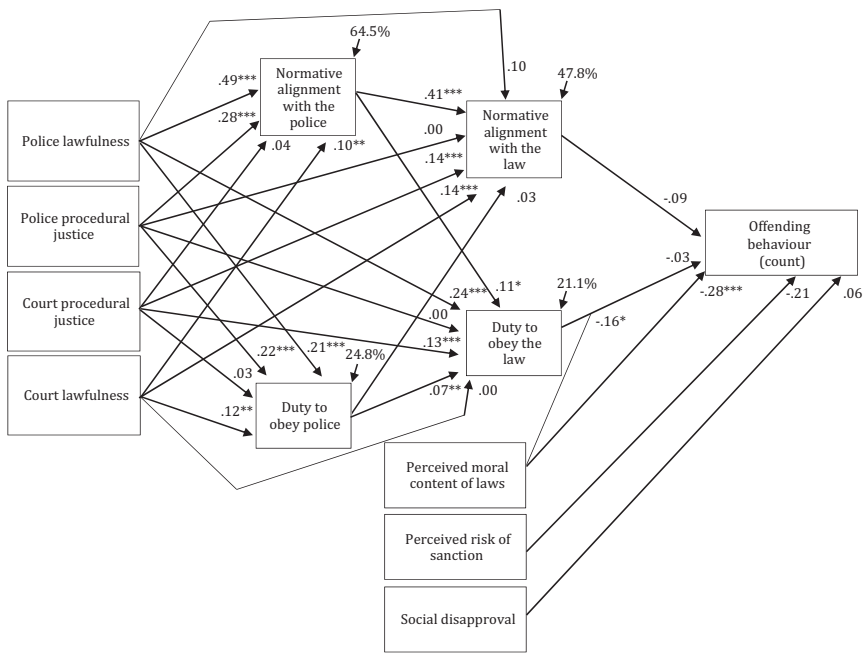 64.5%
.10
47.8%
Normative
alignment
with the
police
.49***
.28***
.04
.10**
.41***
.00
.14***
.14***
.03
Normative
alignment
with the
law
Police lawfulness
Police procedural
justice
Court procedural
justice
Court lawfulness
-.09
-.03
-.28***
-.21
.06
Offending
behaviour
(count)
.24***
.11*
.00
.13***
.07**
.00
21.1%
Duty to
obey the
law
-.16*
.22***
.21***
24.8%
.03
.12**
Duty to
obey police
Perceived moral
content of laws
Perceived risk of
sanction
Social disapproval